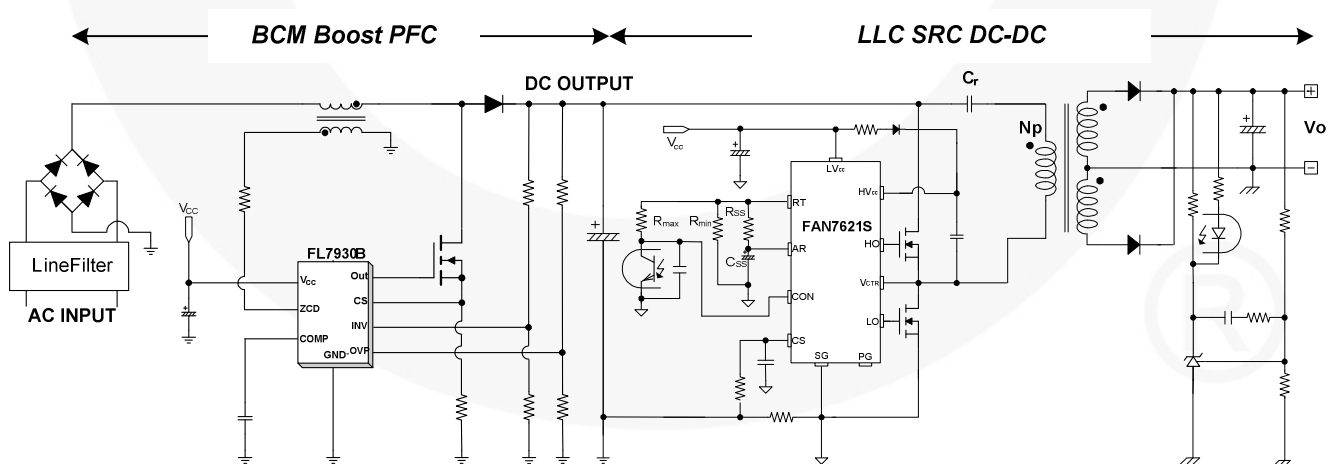 BCM Boost PFC
LLC SRC DC-DC
DC OUTPUT
Cr
Np
Vo
+
-
VCC
LineFilter
AC INPUT
FL7930B
VCC
ZCD
COMP
GND
Out
CS
INV
OVP
+
+
Vcc
+
Rmax
Rmin
RSS
CSS
FAN7621S
LVcc
RT
AR
CON
CS
SG
PG
HVcc
HO
VCTR
LO
+
®